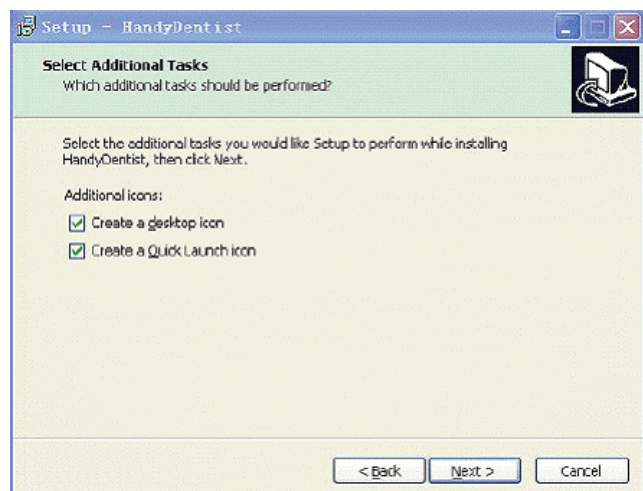 Setup - HandyDentist
Select Additional Tasks
Which additional tasks should be performed?
Select the additional tasks you would like Setup to perform while installing
HandyDentist, then click Next.
Additional icons:
Create a desktop icon
Create a Quick Launch icon
< Back Next > Cancel